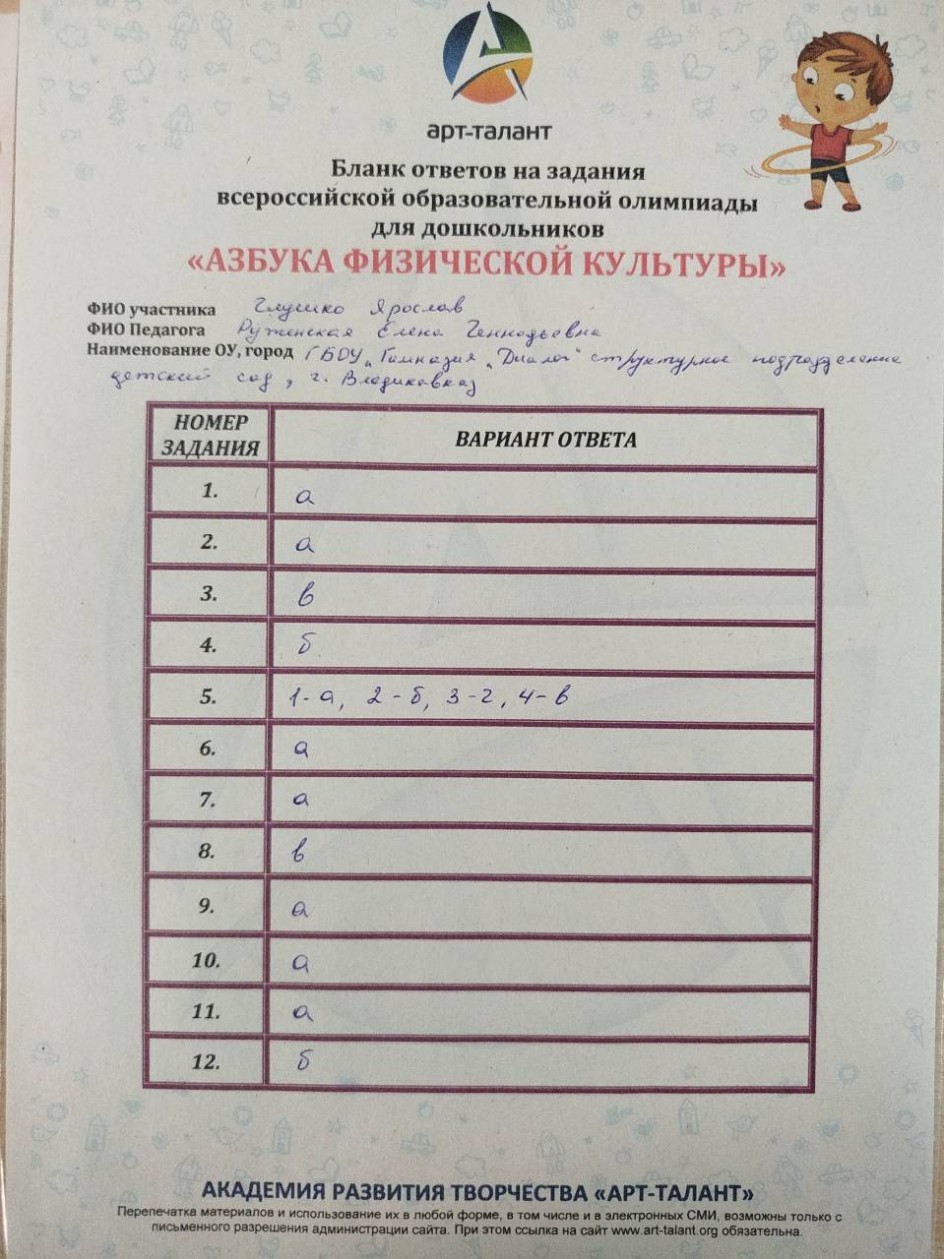 арт-талант
Бланк ответов на задания
всероссийской образовательной олимпиады
для дошкольников
«АЗБУКА ФИЗИЧЕСКОЙ КУЛЬТУРЫ»
ФИО участника Глушко Ярослав
ФИО Педагога Руженская Елена Геннадьевна
Наименование ОУ, город ГБОУ „Гимназия „Диалог" структурное подразделение
детский сад, г. Владикавказ
НОМЕР ЗАДАНИЯ ВАРИАНТ ОТВЕТА
1. а
2. а
3. в
4. б
5. 1-а, 2-б, 3-г, 4-в
6. а
7. а
8. в
9. а
10. а
11. а
12. б
АКАДЕМИЯ РАЗВИТИЯ ТВОРЧЕСТВА «АРТ-ТАЛАНТ»
Перепечатка материалов и использование их в любой форме, в том числе и в электронных СМИ, возможны только с
письменного разрешения администрации сайта. При этом ссылка на сайт www.art-talant.org обязательна.